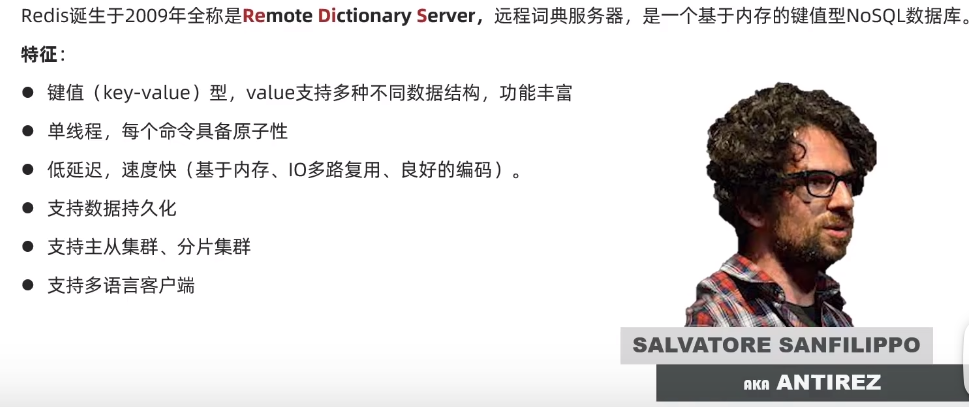 Redis诞生于2009年全称是Remote Dictionary Server，远程词典服务器，是一个基于内存的键值型NoSQL数据库。
特征：
● 键值（key-value）型，value支持多种不同数据结构，功能丰富
● 单线程，每个命令具备原子性
● 低延迟，速度快（基于内存、IO多路复用、良好的编码）。
● 支持数据持久化
● 支持主从集群、分片集群
● 支持多语言客户端
SALVATORE SANFILIPPO
AKA ANTIREZ